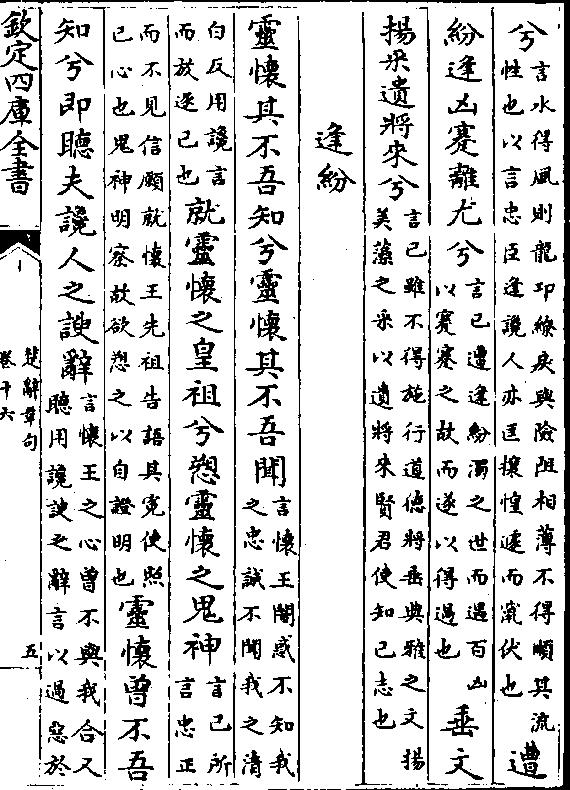 兮言水得風則龍邛繚戾與險阻相薄不得順其流性也以言忠臣逢讒人亦匡攘惶遽而竄伏也遭
紛逢凶蹇離尤兮言已遭逢紛濁之世而遇百凶以蹇蹇之故而遂以得過也垂文
揚采遺將來兮言已雖不得施行道德將垂典雅之文揚美藻之采以遺將來賢君使知已志也
逢紛
靈懷其不吾知兮靈懷其不吾聞言懷王闇惑不知我之忠誠不聞我之清
白反用讒言而放逐已也就靈懷之皇祖兮愬靈懷之鬼神言已所言忠正
而不見信願就懷王先祖告語其寃使照已心也鬼神明察故欲愬之以自證明也靈懷曾不吾
知兮即聽夫讒人之諛辭言懷王之心曾不與我合又聽用讒諛之辭言以過惡於
欽定四庫全書
楚辭章句
卷十六
五